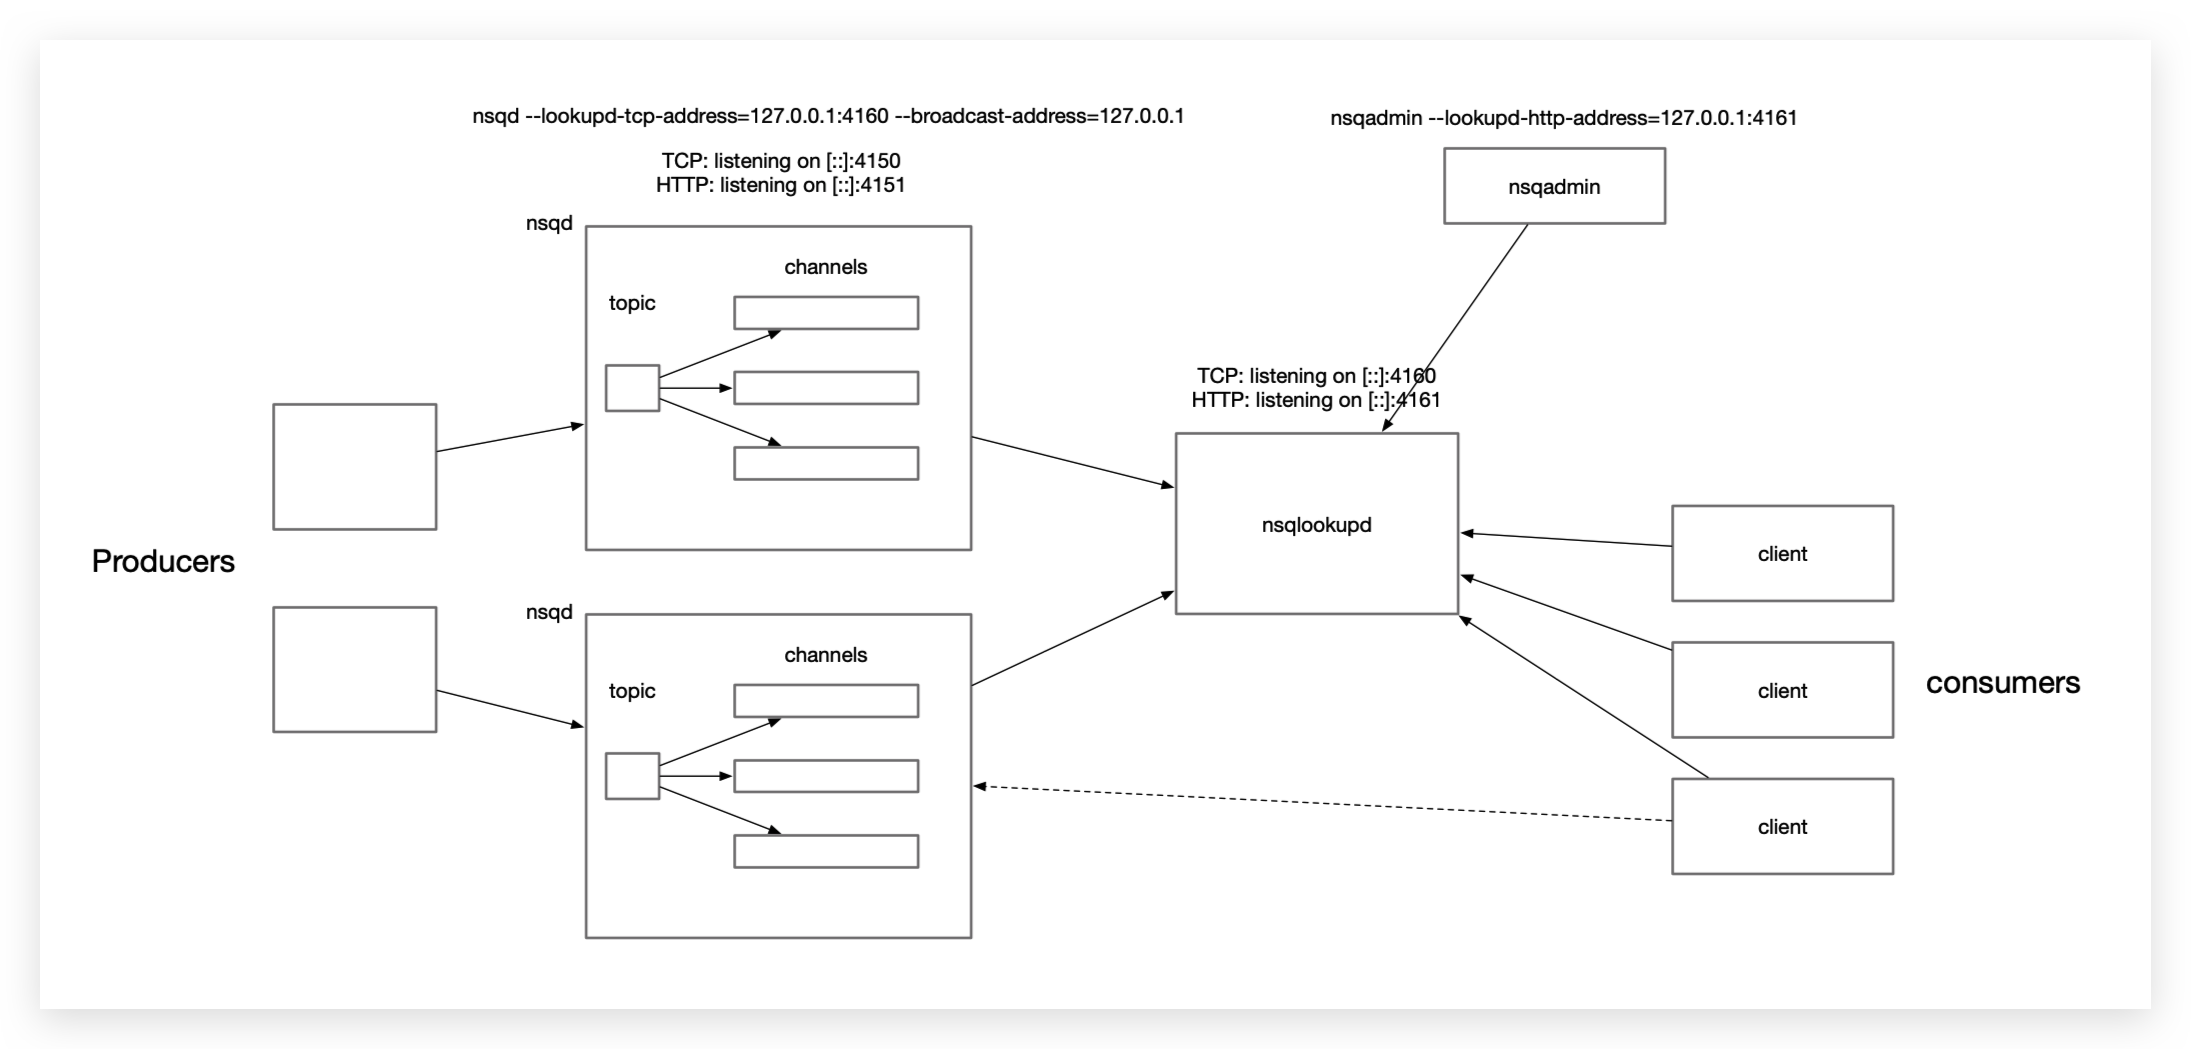 nsqd --lookupd-tcp-address=127.0.0.1:4160 --broadcast-address=127.0.0.1
nsqadmin --lookupd-http-address=127.0.0.1:4161
TCP: listening on [::]:4150
HTTP: listening on [::]:4151
nsqadmin
nsqd
channels
topic
TCP: listening on [::]:4160
HTTP: listening on [::]:4161
nsqlookupd
client
Producers
nsqd
channels
topic
client
consumers
client